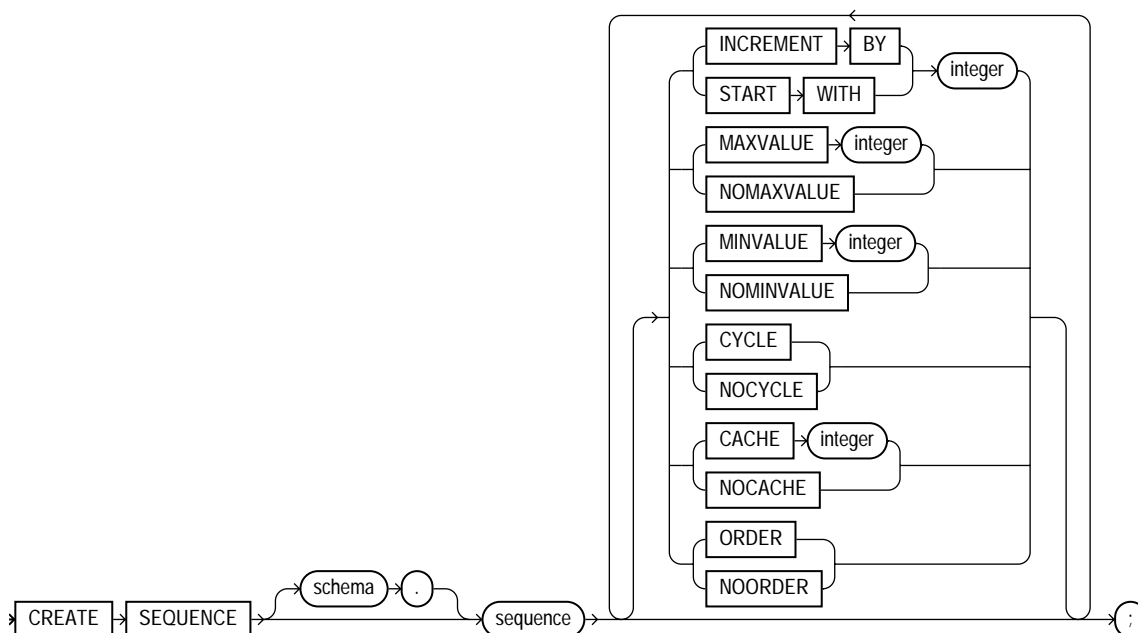 INCREMENT BY
integer
START WITH
MAXVALUE integer
NOMAXVALUE
MINVALUE integer
NOMINVALUE
CYCLE
NOCYCLE
CACHE integer
NOCACHE
ORDER
NOORDER
CREATE SEQUENCE schema . sequence ;